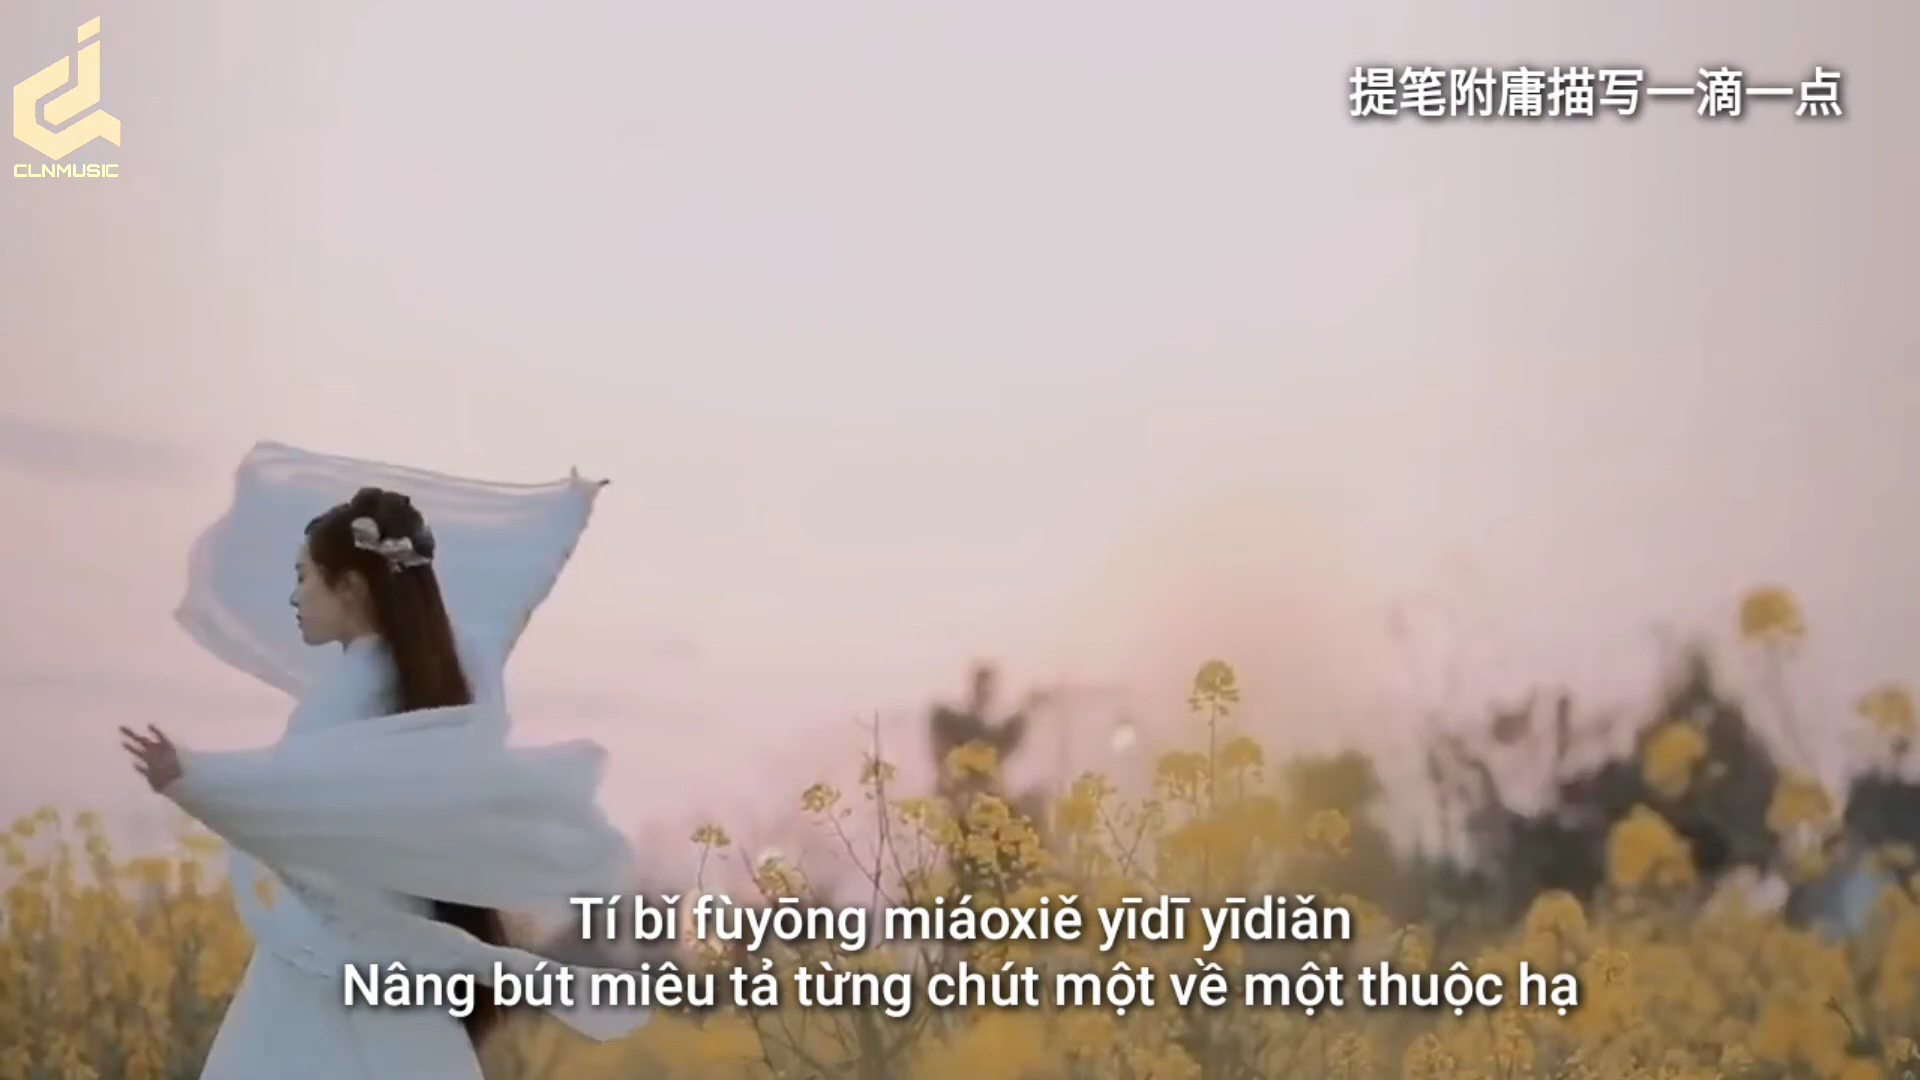 CLNMUSIC
提笔附庸描写一滴一点
Tí bǐ fùyōng miáoxiě yīdī yīdiǎn
Nâng bút miêu tả từng chút một về một thuộc hạ